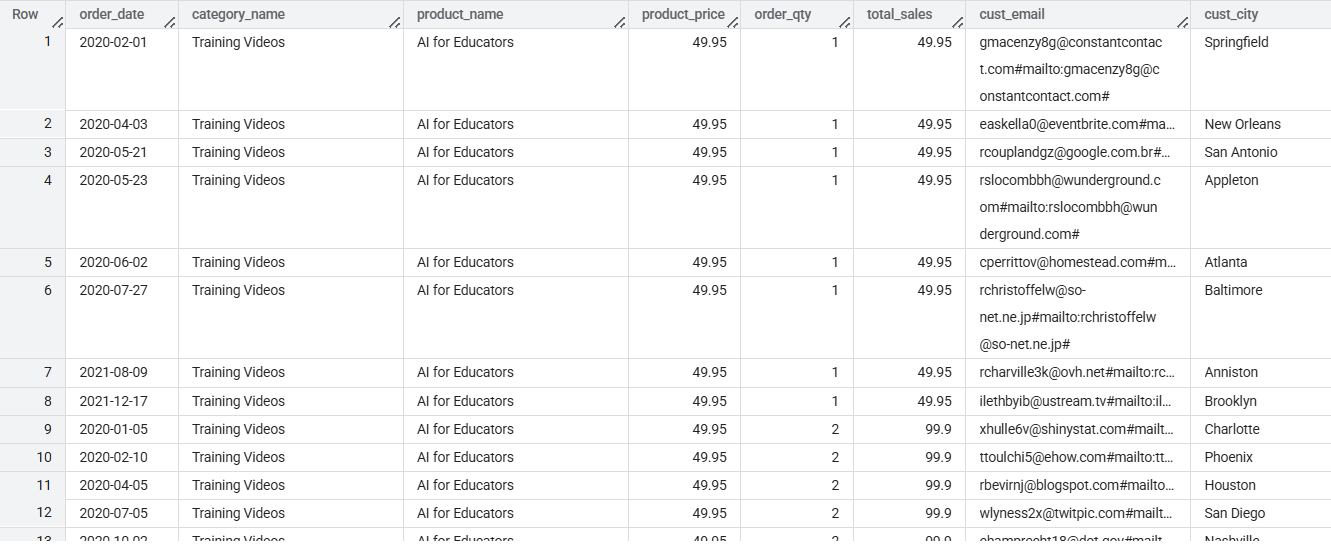 Row order_date category_name product_name product_price order_qty total_sales cust_email cust_city
1 2020-02-01 Training Videos AI for Educators 49.95 1 49.95 gmacenzy8g@constantcontac Springfield
t.com#mailto:gmacenzy8g@c
onstantcontact.com#
2 2020-04-03 Training Videos AI for Educators 49.95 1 49.95 easkella0@eventbrite.com#ma... New Orleans
3 2020-05-21 Training Videos AI for Educators 49.95 1 49.95 rcouplandgz@google.com.br#... San Antonio
4 2020-05-23 Training Videos AI for Educators 49.95 1 49.95 rslocombbh@wunderground.c Appleton
om#mailto:rslocombbh@wun
derground.com#
5 2020-06-02 Training Videos AI for Educators 49.95 1 49.95 cperrittov@homestead.com#m... Atlanta
6 2020-07-27 Training Videos AI for Educators 49.95 1 49.95 rchristoffelw@so- Baltimore
net.ne.jp#mailto:rchristoffelw
@so-net.ne.jp#
7 2021-08-09 Training Videos AI for Educators 49.95 1 49.95 rcharville3k@ovh.net#mailto:rc... Anniston
8 2021-12-17 Training Videos AI for Educators 49.95 1 49.95 ilethbyib@ustream.tv#mailto:il... Brooklyn
9 2020-01-05 Training Videos AI for Educators 49.95 2 99.9 xhulle6v@shinystat.com#mailt... Charlotte
10 2020-02-10 Training Videos AI for Educators 49.95 2 99.9 ttoulchi5@ehow.com#mailto:tt... Phoenix
11 2020-04-05 Training Videos AI for Educators 49.95 2 99.9 rbevirnj@blogspot.com#mailto... Houston
12 2020-07-05 Training Videos AI for Educators 49.95 2 99.9 wlyness2x@twitpic.com#mailt... San Diego
13 2020-10-02 Training Videos AI for Educators 49.95 2 99.9 Nashville